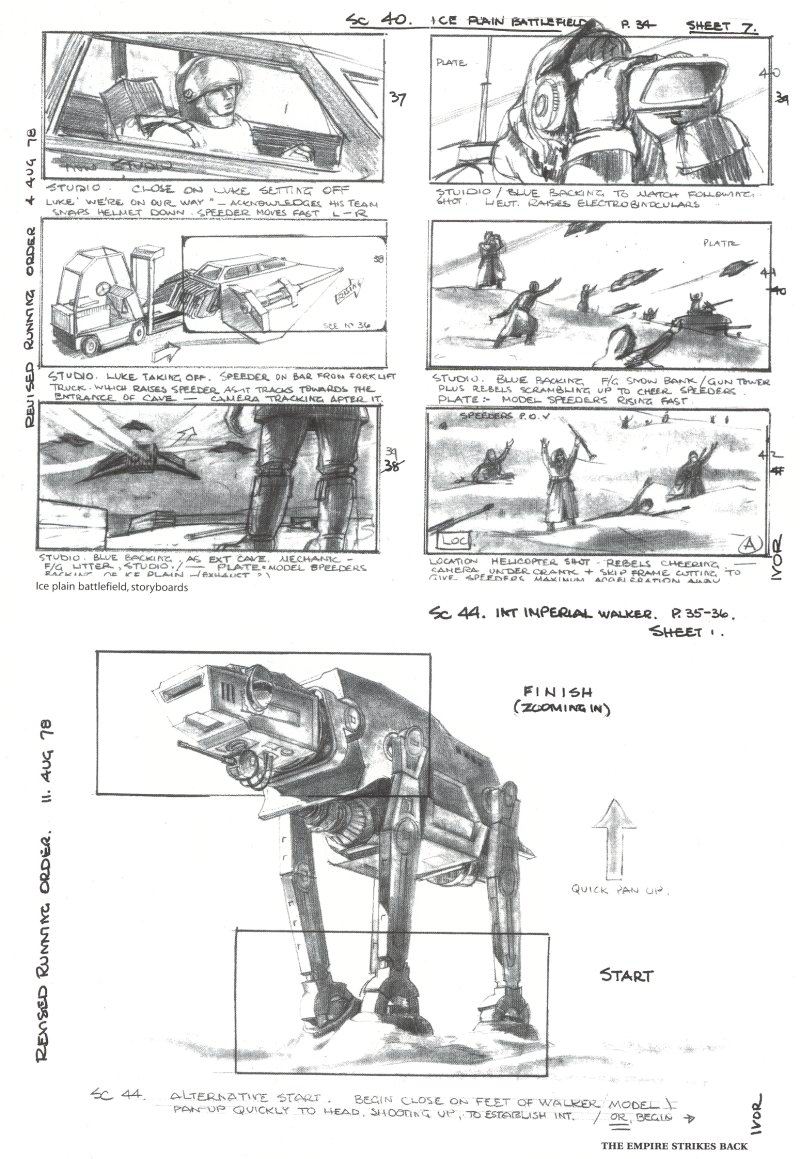 SC 40. ICE PLAIN BATTLEFIELD P. 34 SHEET 7.
4 AUG 78
REVISED RUNNING ORDER
37
STUDIO. CLOSE ON LUKE SETTING OFF
LUKE "WE'RE ON OUR WAY" - ACKNOWLEDGES HIS TEAM
SNAPS HELMET DOWN. SPEEDER MOVES FAST L-R
PLATE
40
39
STUDIO / BLUE BACKING TO MATCH FOLLOWING
SHOT. LIEUT. RAISES ELECTROBINOCULARS
38
RISING
SEE Nº 36
STUDIO. LUKE TAKING OFF. SPEEDER ON BAR FROM FORKLIFT
TRUCK. WHICH RAISES SPEEDER AS IT TRACKS TOWARDS THE
ENTRANCE OF CAVE — CAMERA TRACKING AFTER IT.
PLATE
41
40
STUDIO. BLUE BACKING F/G SNOW BANK / GUN TOWER
PLUS REBELS SCRAMBLING UP TO CHEER SPEEDERS.
PLATE:- MODEL SPEEDERS RISING FAST.
39
38
STUDIO. BLUE BACKING AS EXT CAVE. MECHANIC -
F/G LITTER, STUDIO. / — PLATE = MODEL SPEEDERS
BACKING OF ICE PLAIN
SPEEDERS P.O.V
42
LOC
A
LOCATION HELICOPTER SHOT - REBELS CHEERING. —
CAMERA UNDER CRANK + SKIP FRAME CUTTING TO
GIVE SPEEDERS MAXIMUM ACCELERATION AWAY
IVOR
Ice plain battlefield, storyboards
SC 44. INT IMPERIAL WALKER. P. 35-36.
SHEET 1.
FINISH
(ZOOMING IN)
QUICK PAN UP.
START
REVISED RUNNING ORDER. 11. AUG 78
SC 44. ALTERNATIVE START. BEGIN CLOSE ON FEET OF WALKER (MODEL)
PAN UP QUICKLY TO HEAD, SHOOTING UP, TO ESTABLISH INT. / OR, BEGIN →
IVOR
THE EMPIRE STRIKES BACK